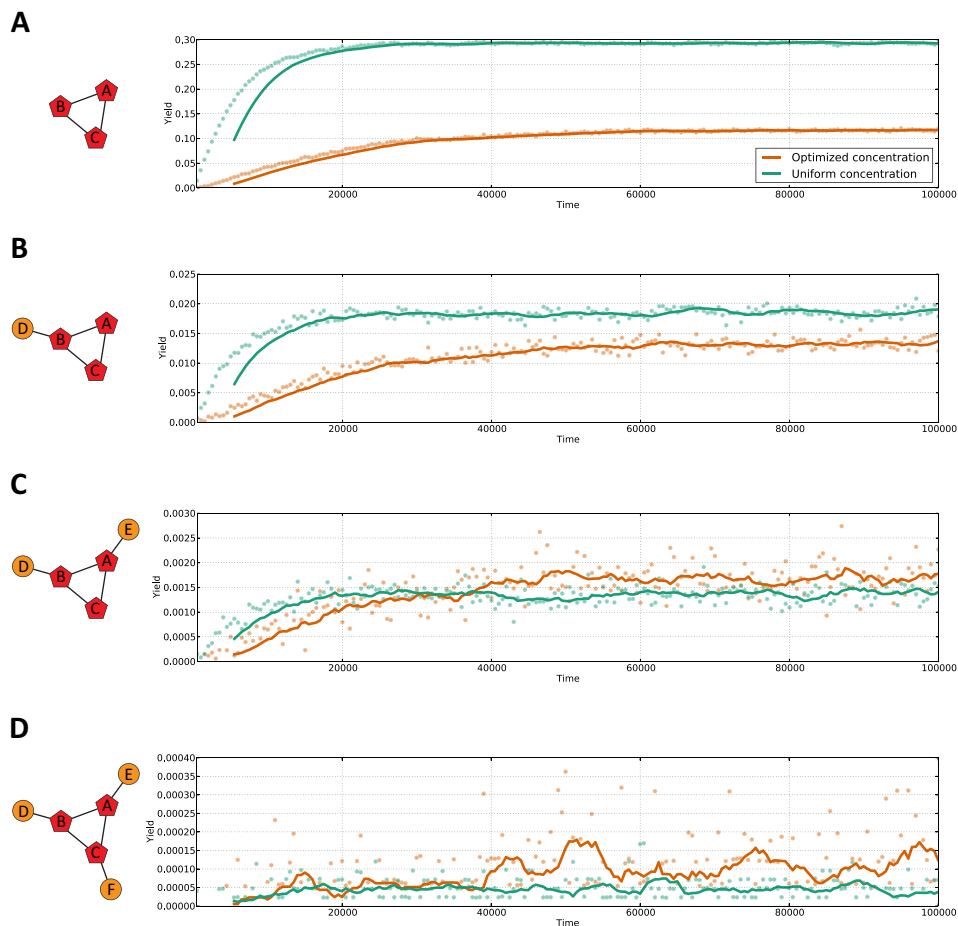 A
B
A
C
Yield
0.30
0.25
0.20
0.15
0.10
0.05
0.00
20000
40000
60000
80000
100000
Time
Optimized concentration
Uniform concentration
B
D
B
A
C
Yield
0.025
0.020
0.015
0.010
0.005
0.000
20000
40000
60000
80000
100000
Time
C
E
D
B
A
C
Yield
0.0030
0.0025
0.0020
0.0015
0.0010
0.0005
0.0000
20000
40000
60000
80000
100000
Time
D
E
D
B
A
C
F
Yield
0.00040
0.00035
0.00030
0.00025
0.00020
0.00015
0.00010
0.00005
0.00000
20000
40000
60000
80000
100000
Time